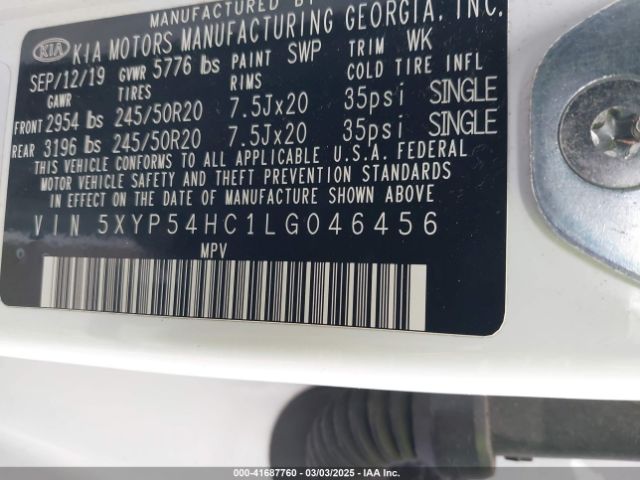 MANUFACTURED BY
KIA KIA MOTORS MANUFACTURING GEORGIA, INC.
SEP/12/19 GVWR 5776 lbs PAINT SWP TRIM WK
GAWR TIRES RIMS COLD TIRE INFL
FRONT 2954 lbs 245/50R20 7.5Jx20 35psi SINGLE
REAR 3196 lbs 245/50R20 7.5Jx20 35psi SINGLE
THIS VEHICLE CONFORMS TO ALL APPLICABLE U.S.A. FEDERAL
MOTOR VEHICLE SAFETY AND THEFT PREVENTION STANDARDS
IN EFFECT ON THE DATE OF MANUFACTURE SHOWN ABOVE
VIN 5XYP54HC1LG046456
MPV
000-41687760 - 03/03/2025 - IAA Inc.